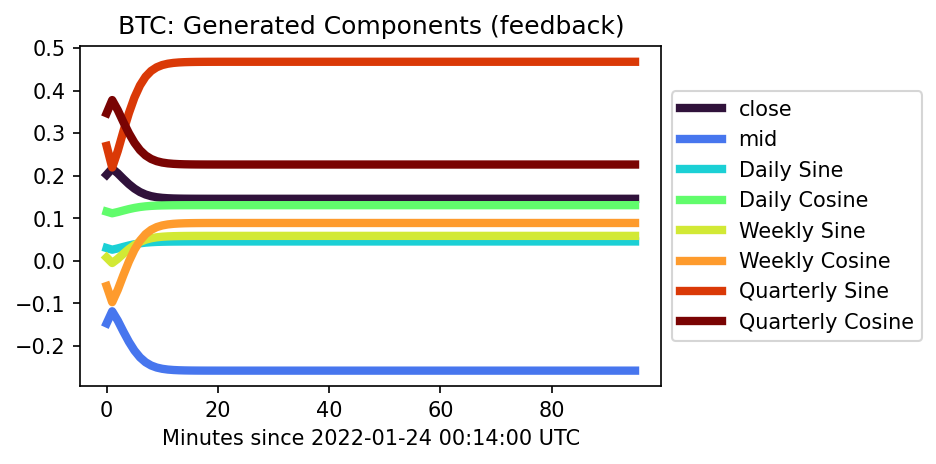 BTC: Generated Components (feedback)
0.5
0.4
0.3
0.2
0.1
0.0
−0.1
−0.2
0 20 40 60 80
Minutes since 2022-01-24 00:14:00 UTC
close
mid
Daily Sine
Daily Cosine
Weekly Sine
Weekly Cosine
Quarterly Sine
Quarterly Cosine